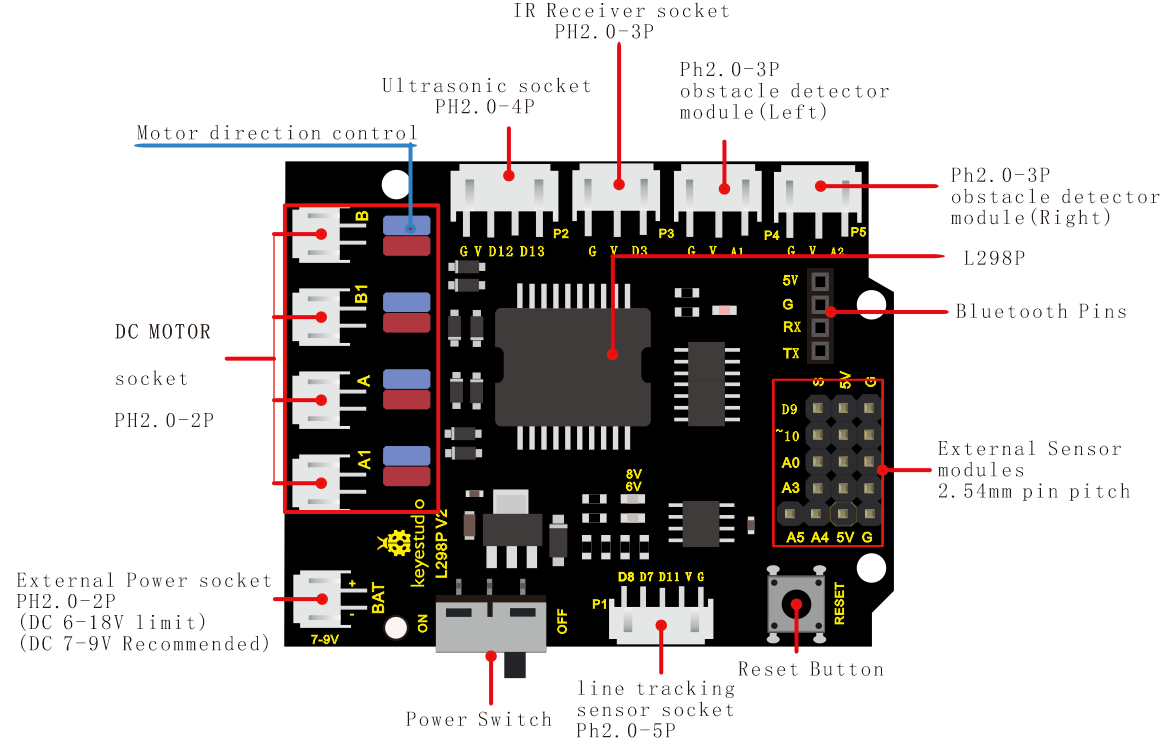 IR Receiver socket
PH2.0-3P
Ultrasonic socket
PH2.0-4P
Ph2.0-3P
obstacle detector
module(Left)
Motor direction control
Ph2.0-3P
obstacle detector
module(Right)
B
P2
P3
P4
P5
G V D12 D13
G V D3
G V A1
G V A2
L298P
5V
G
RX
TX
Bluetooth Pins
B1
DC MOTOR
socket
PH2.0-2P
A
A1
S 5V G
D9
~10
A0
A3
A5 A4 5V G
External Sensor
modules
2.54mm pin pitch
8V
6V
keyestudio
L298P V2
External Power socket
PH2.0-2P
(DC 6-18V limit)
(DC 7-9V Recommended)
+
-
BAT
7-9V
ON
OFF
D8 D7 D11 V G
P1
RESET
Reset Button
Power Switch
line tracking
sensor socket
Ph2.0-5P